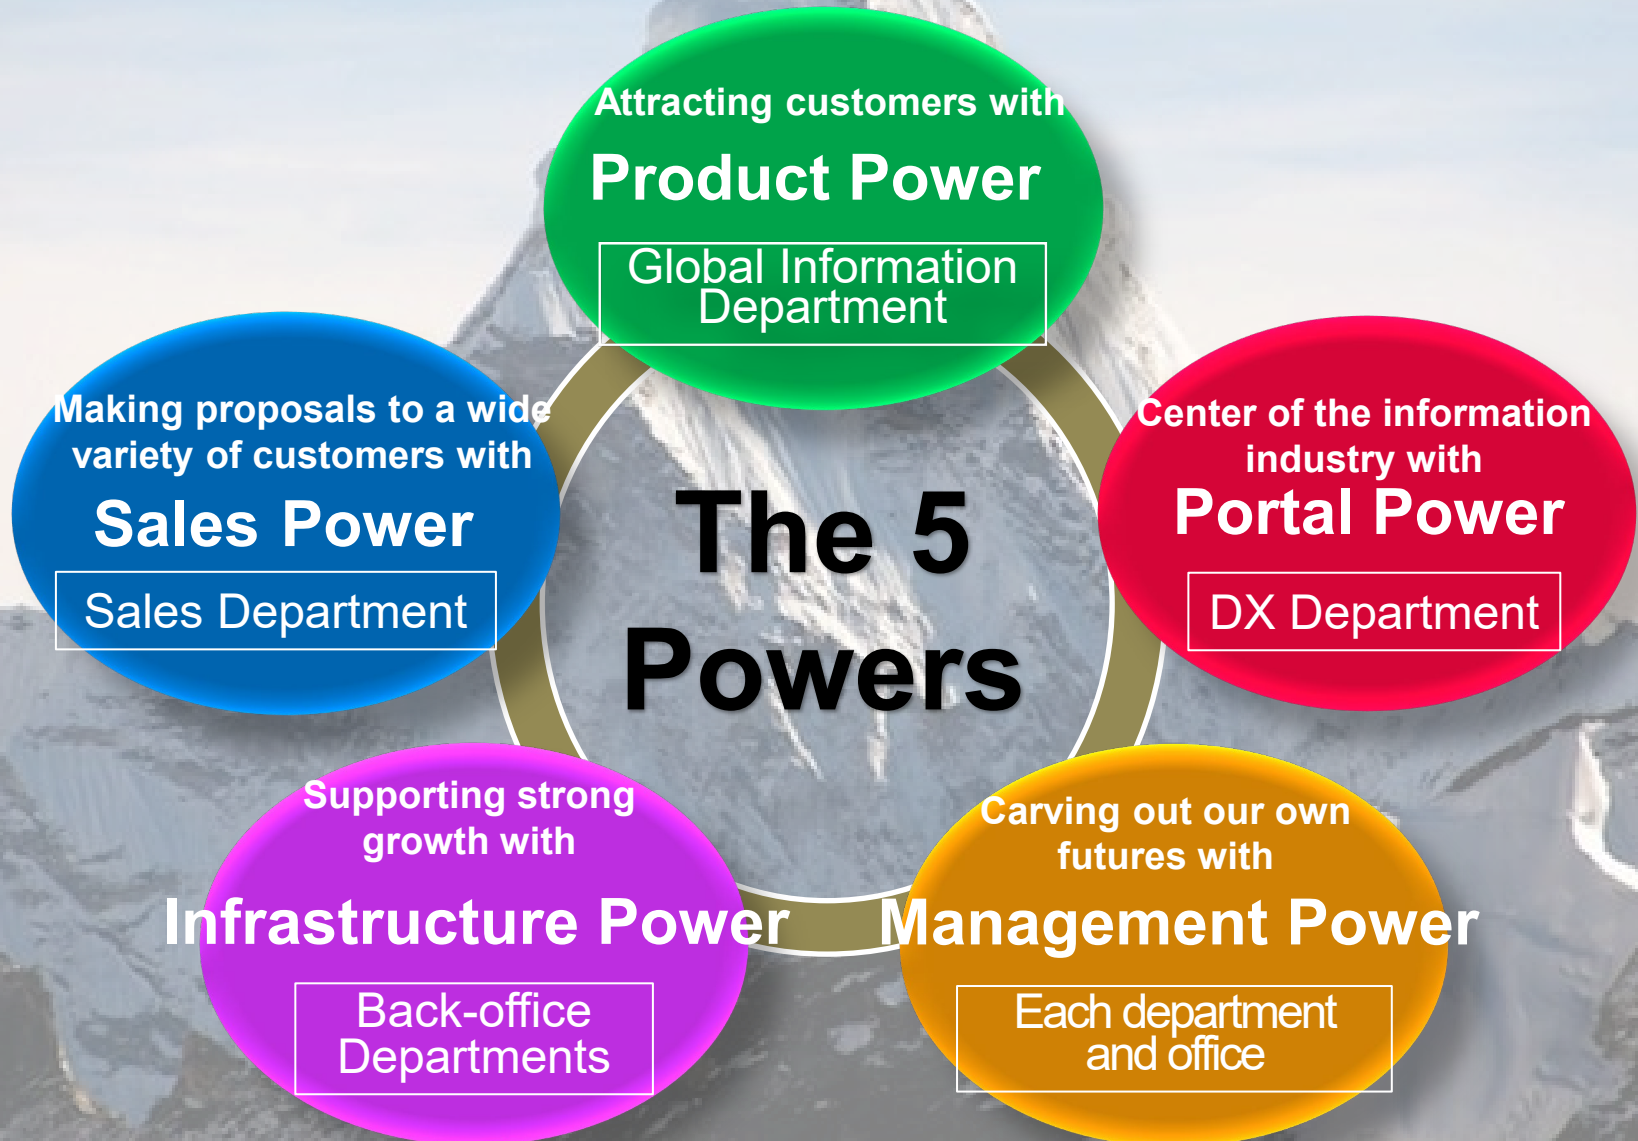 Attracting customers with
Product Power
Global Information
Department
Making proposals to a wide
variety of customers with
Sales Power
Sales Department
Center of the information
industry with
Portal Power
DX Department
The 5
Powers
Supporting strong
growth with
Infrastructure Power
Back-office
Departments
Carving out our own
futures with
Management Power
Each department
and office